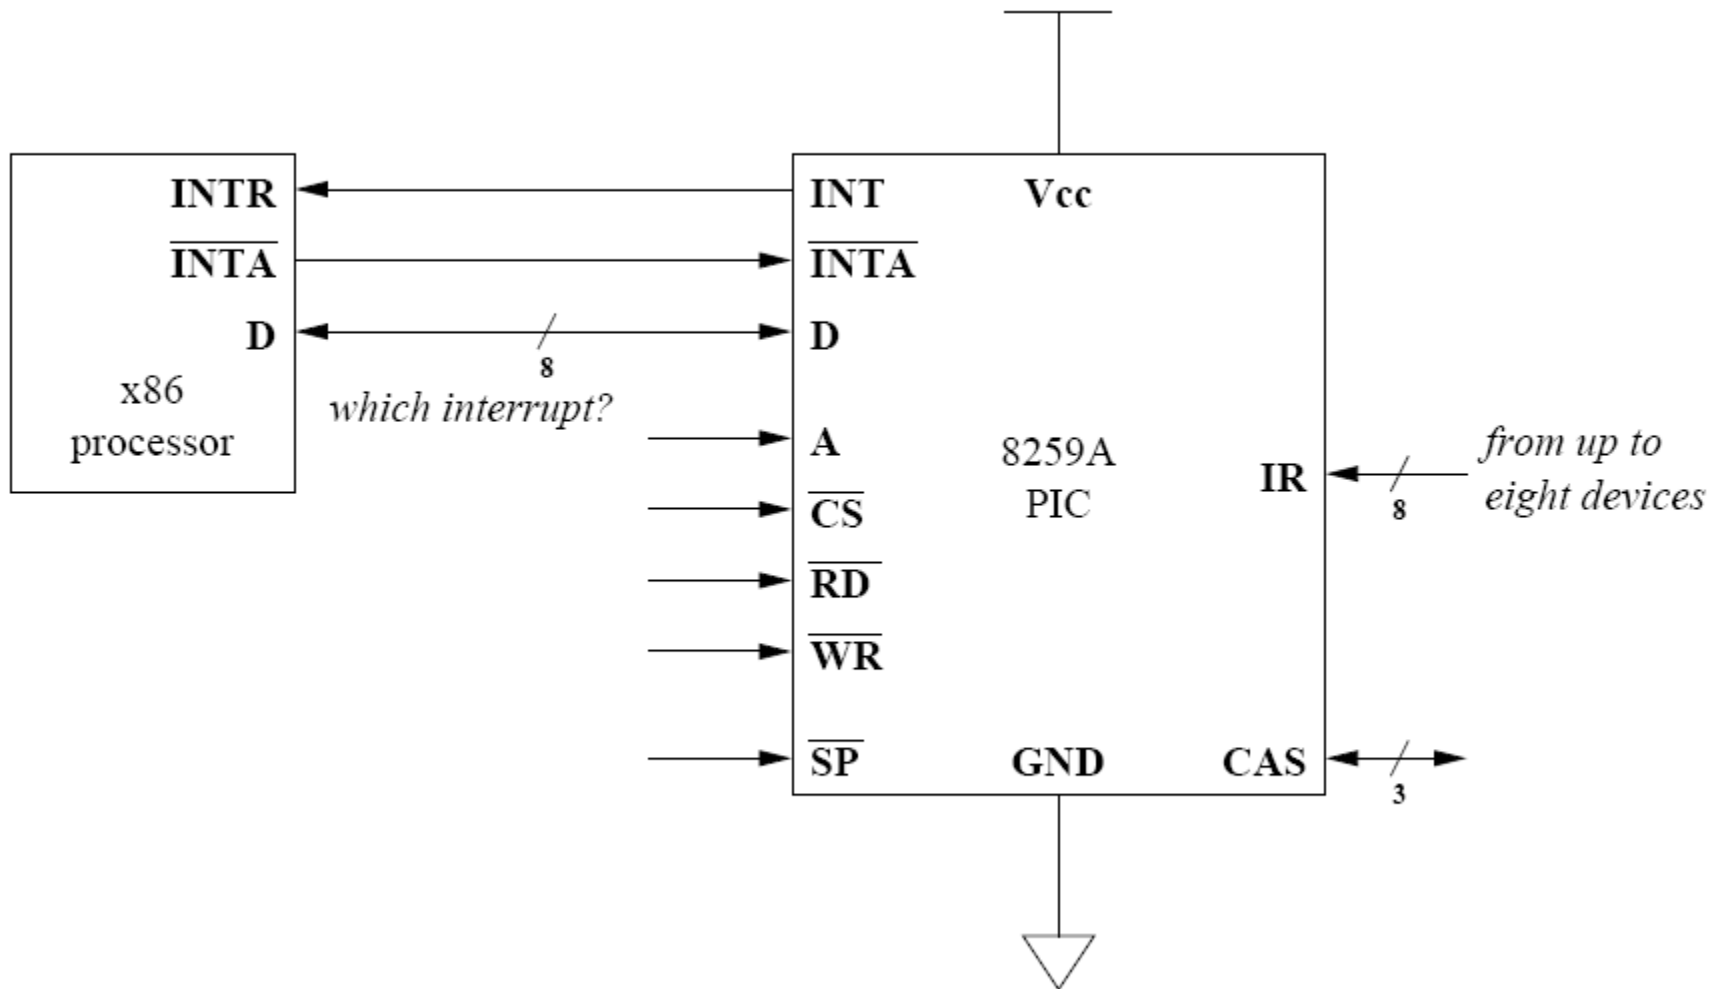 INTR
INTA
D
x86
processor
8
which interrupt?
INT
Vcc
INTA
D
A
CS
RD
WR
SP
8259A
PIC
GND
IR
CAS
8
from up to
eight devices
3